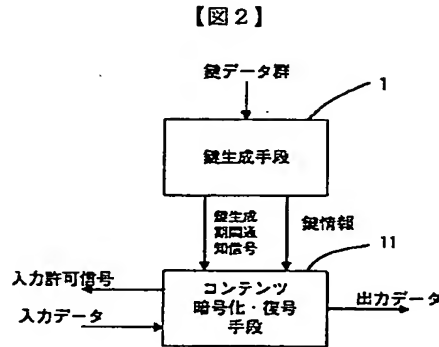 【図２】
鍵データ群
1
鍵生成手段
鍵生成
期間通
知信号
鍵情報
11
入力許可信号
コンテンツ
暗号化・復号
手段
入力データ
出力データ